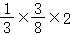 1/3 × 3/8 × 2